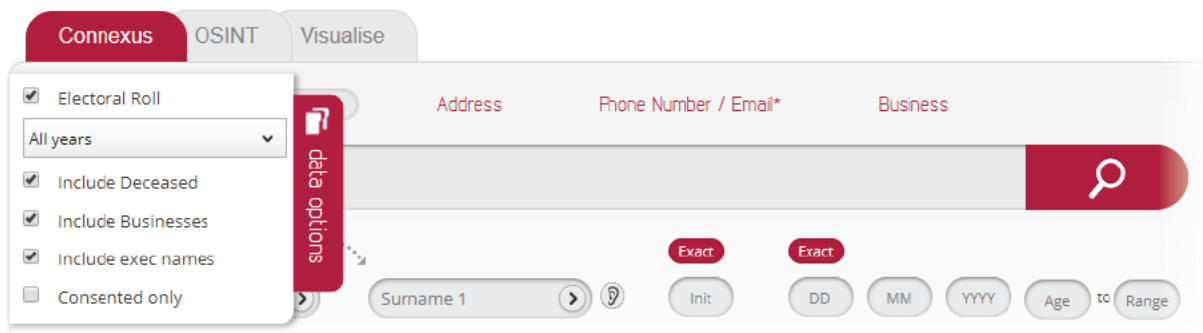 Connexus
OSINT
Visualise
Electoral Roll
All years
Include Deceased
Include Businesses
Include exec names
Consented only
data options
Address
Phone Number / Email*
Business
Exact
Exact
Surname 1
Init
DD
MM
YYYY
Age
to
Range